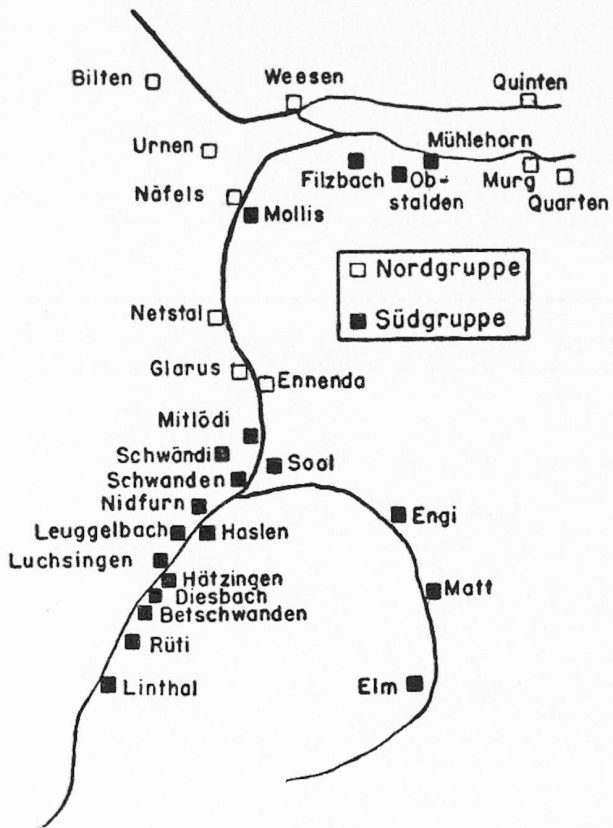 Bilten
Weesen
Quinten
Urnen
Mühlehorn
Filzbach
Ob-
stalden
Murg
Quarten
Näfels
Mollis
Nordgruppe
Südgruppe
Netstal
Glarus
Ennenda
Mitlödi
Schwändi
Sool
Schwanden
Nidfurn
Engi
Leuggelbach
Haslen
Luchsingen
Hätzingen
Diesbach
Matt
Betschwanden
Rüti
Linthal
Elm